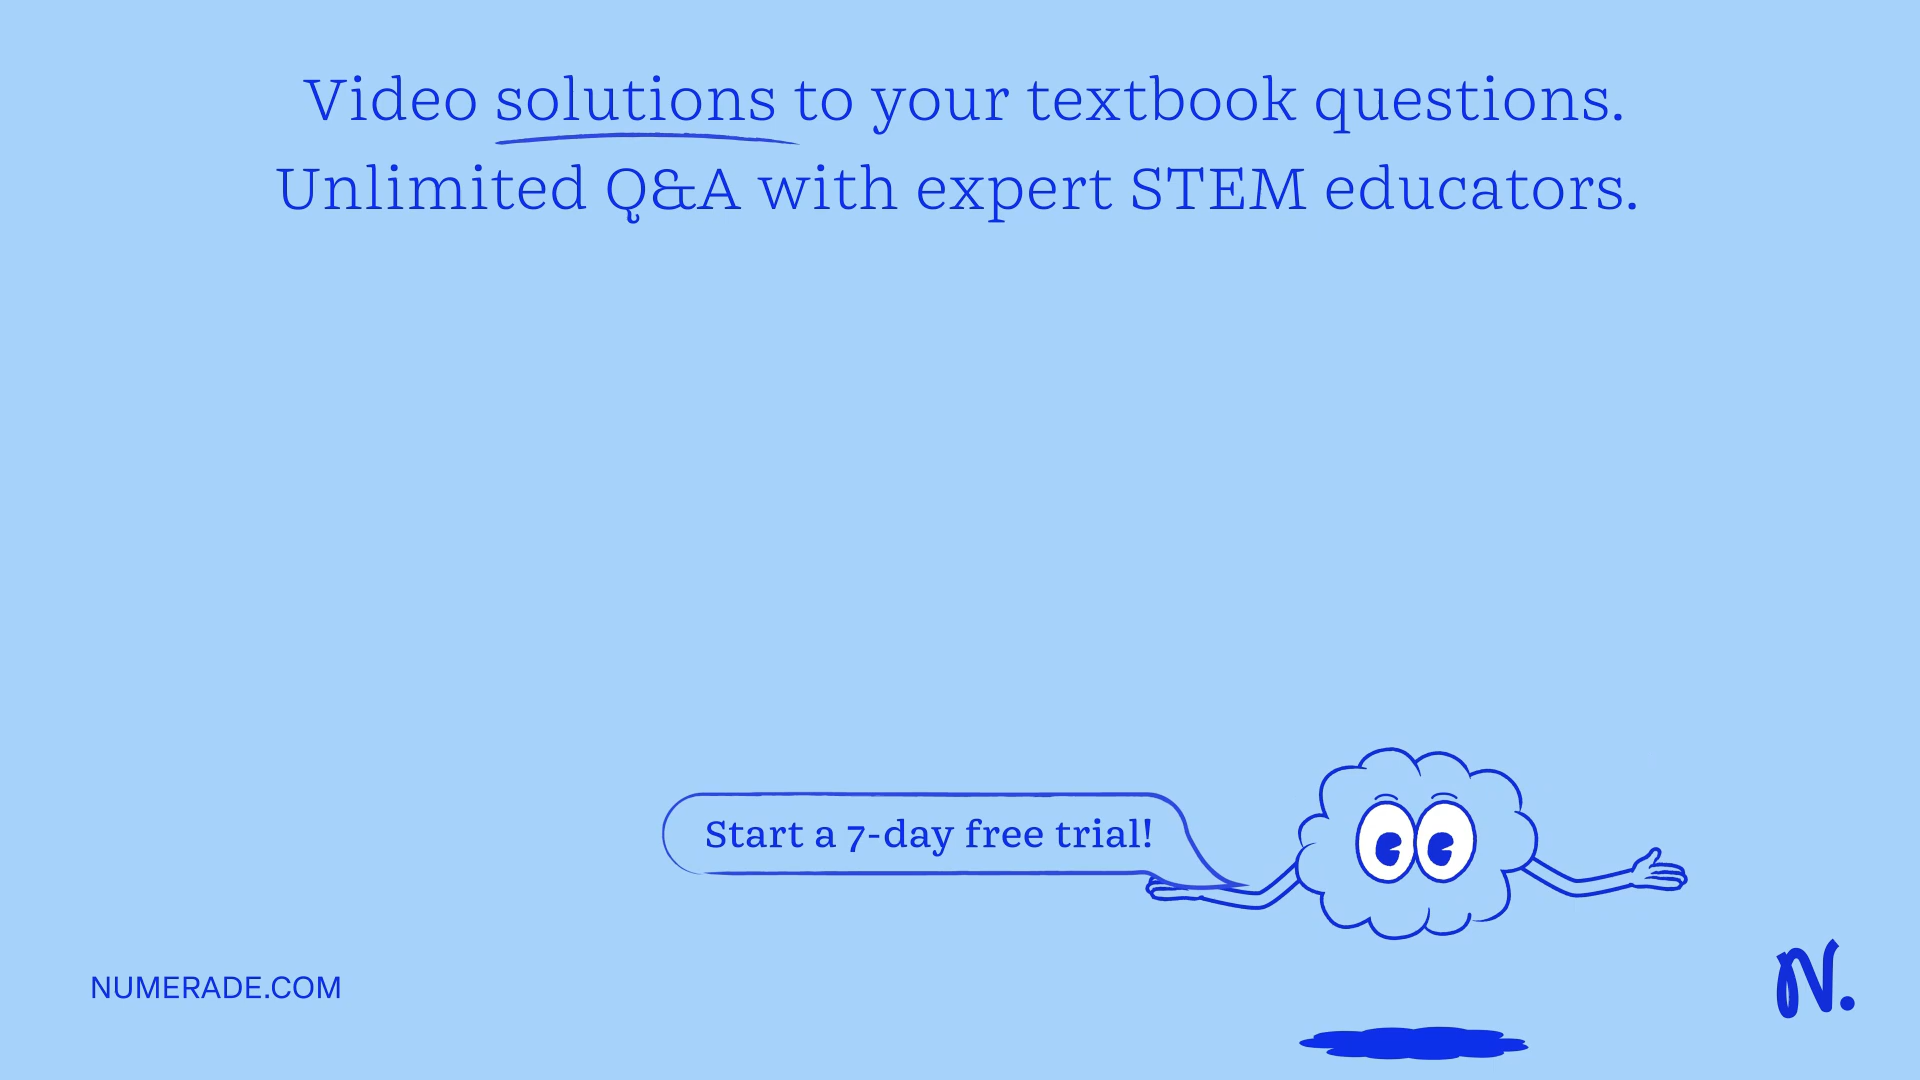 Video solutions to your textbook questions.
Unlimited Q&A with expert STEM educators.
Start a 7-day free trial!
NUMERADE.COM
N.